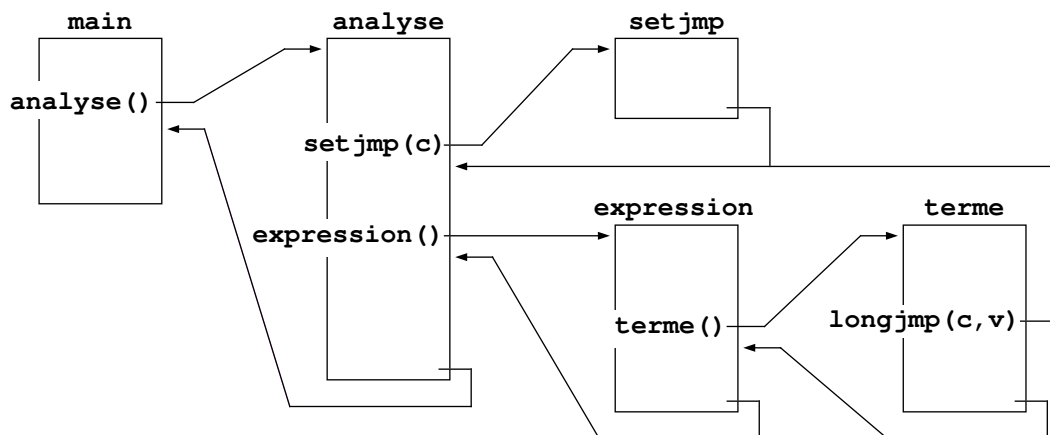 main
analyse
setjmp
analyse()
setjmp(c)
expression
terme
expression()
terme()
longjmp(c,v)